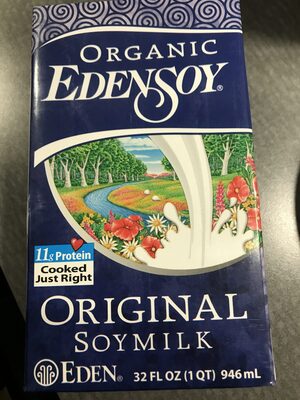 ORGANIC
EDENSOY®
11g Protein
Cooked
Just Right
ORIGINAL
SOYMILK
EDEN® 32 FL OZ (1 QT) 946 mL